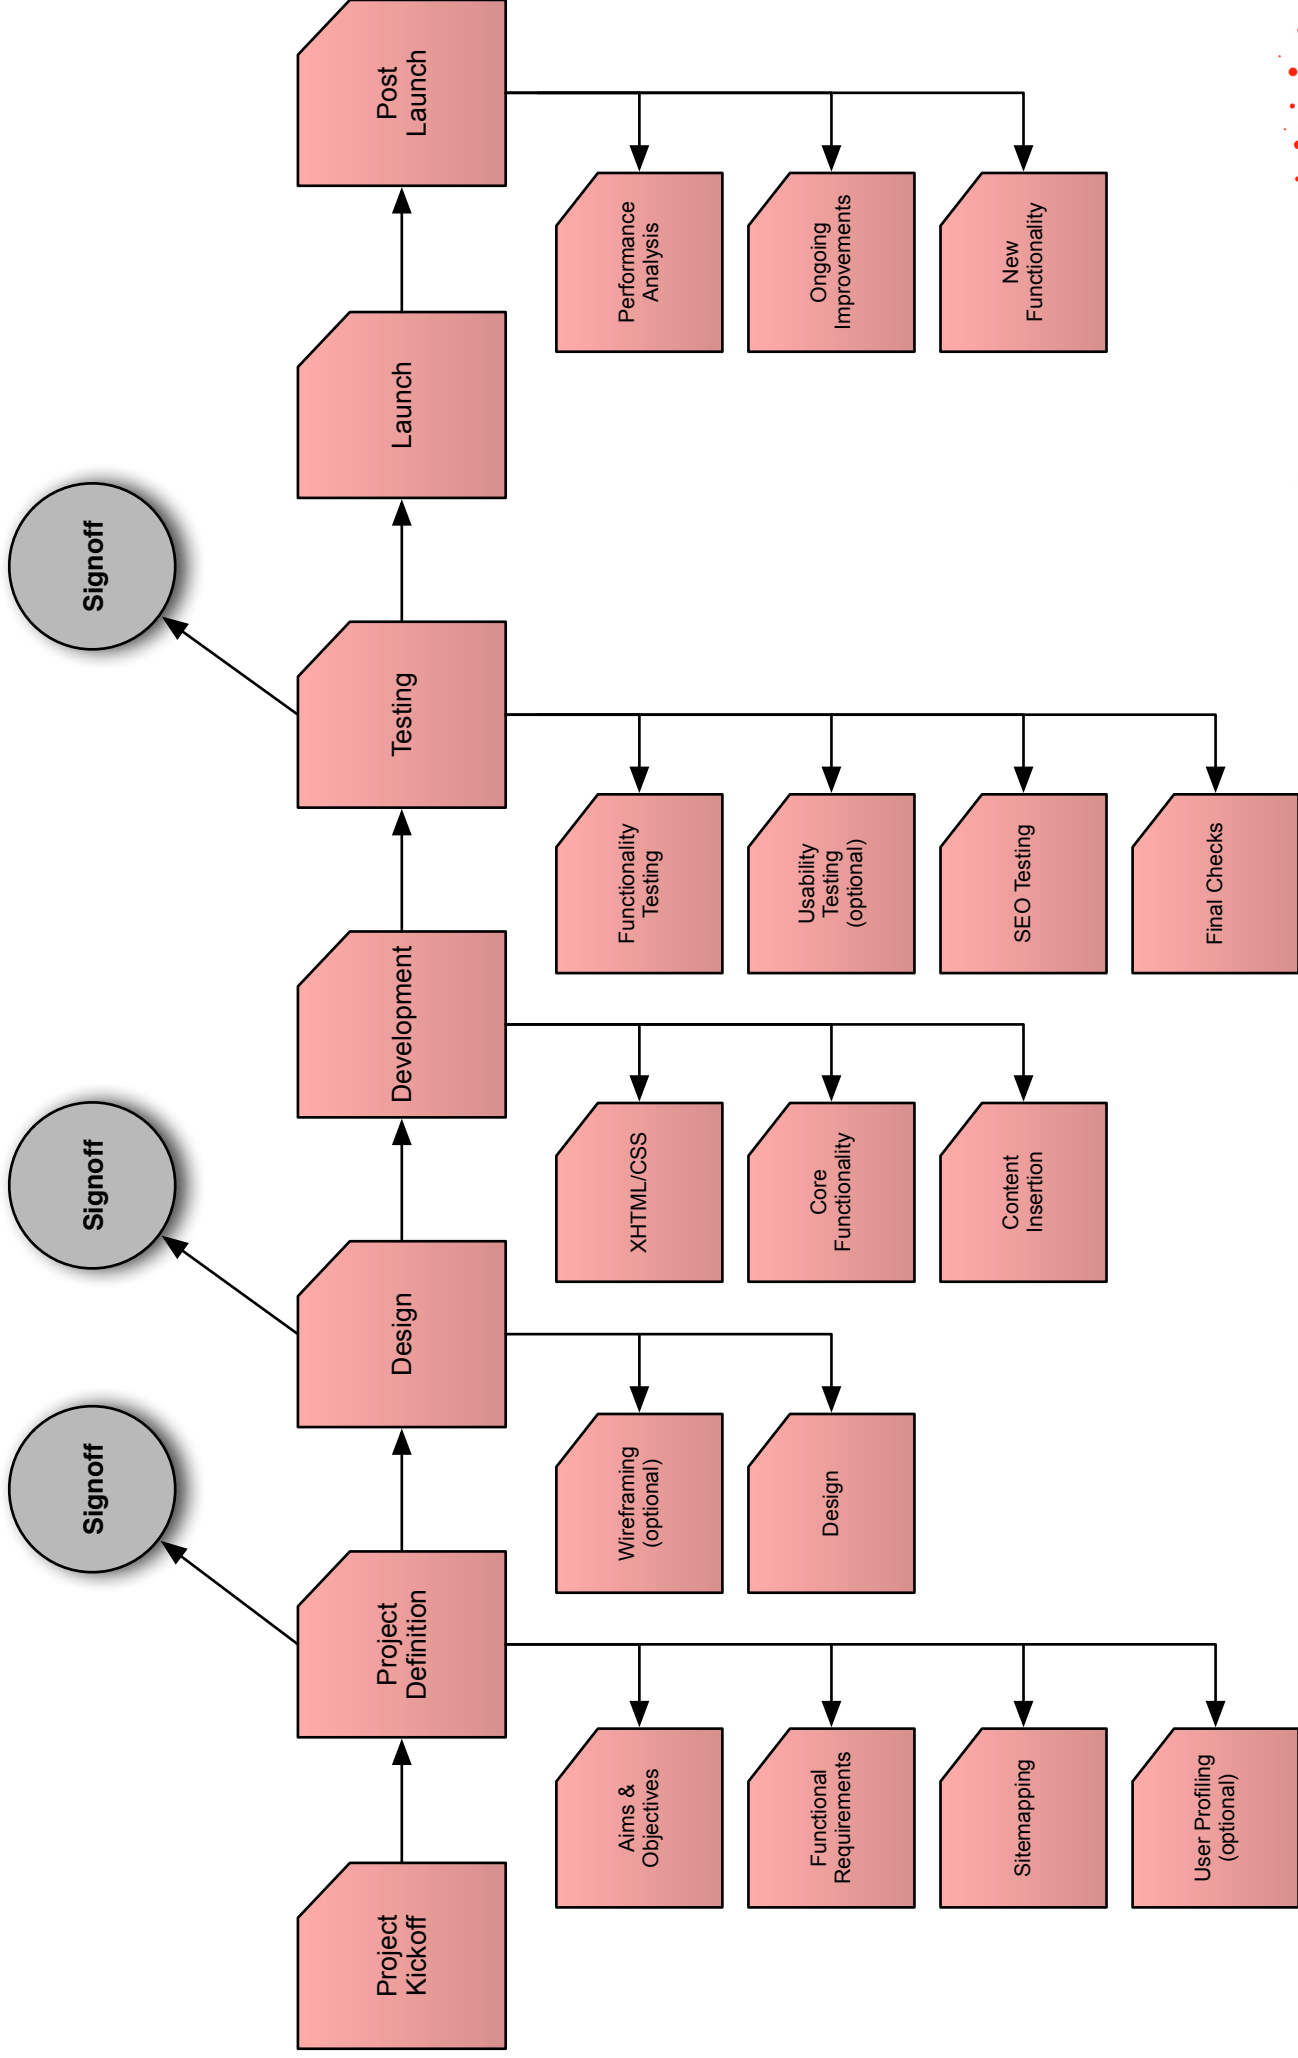 Signoff
Signoff
Signoff
Project
Kickoff
Project
Definition
Design
Development
Testing
Launch
Post
Launch
Aims &
Objectives
Functional
Requirements
Sitemapping
User Profiling
(optional)
Wireframing
(optional)
Design
XHTML/CSS
Core
Functionality
Content
Insertion
Functionality
Testing
Usability
Testing
(optional)
SEO Testing
Final Checks
Performance
Analysis
Ongoing
Improvements
New
Functionality